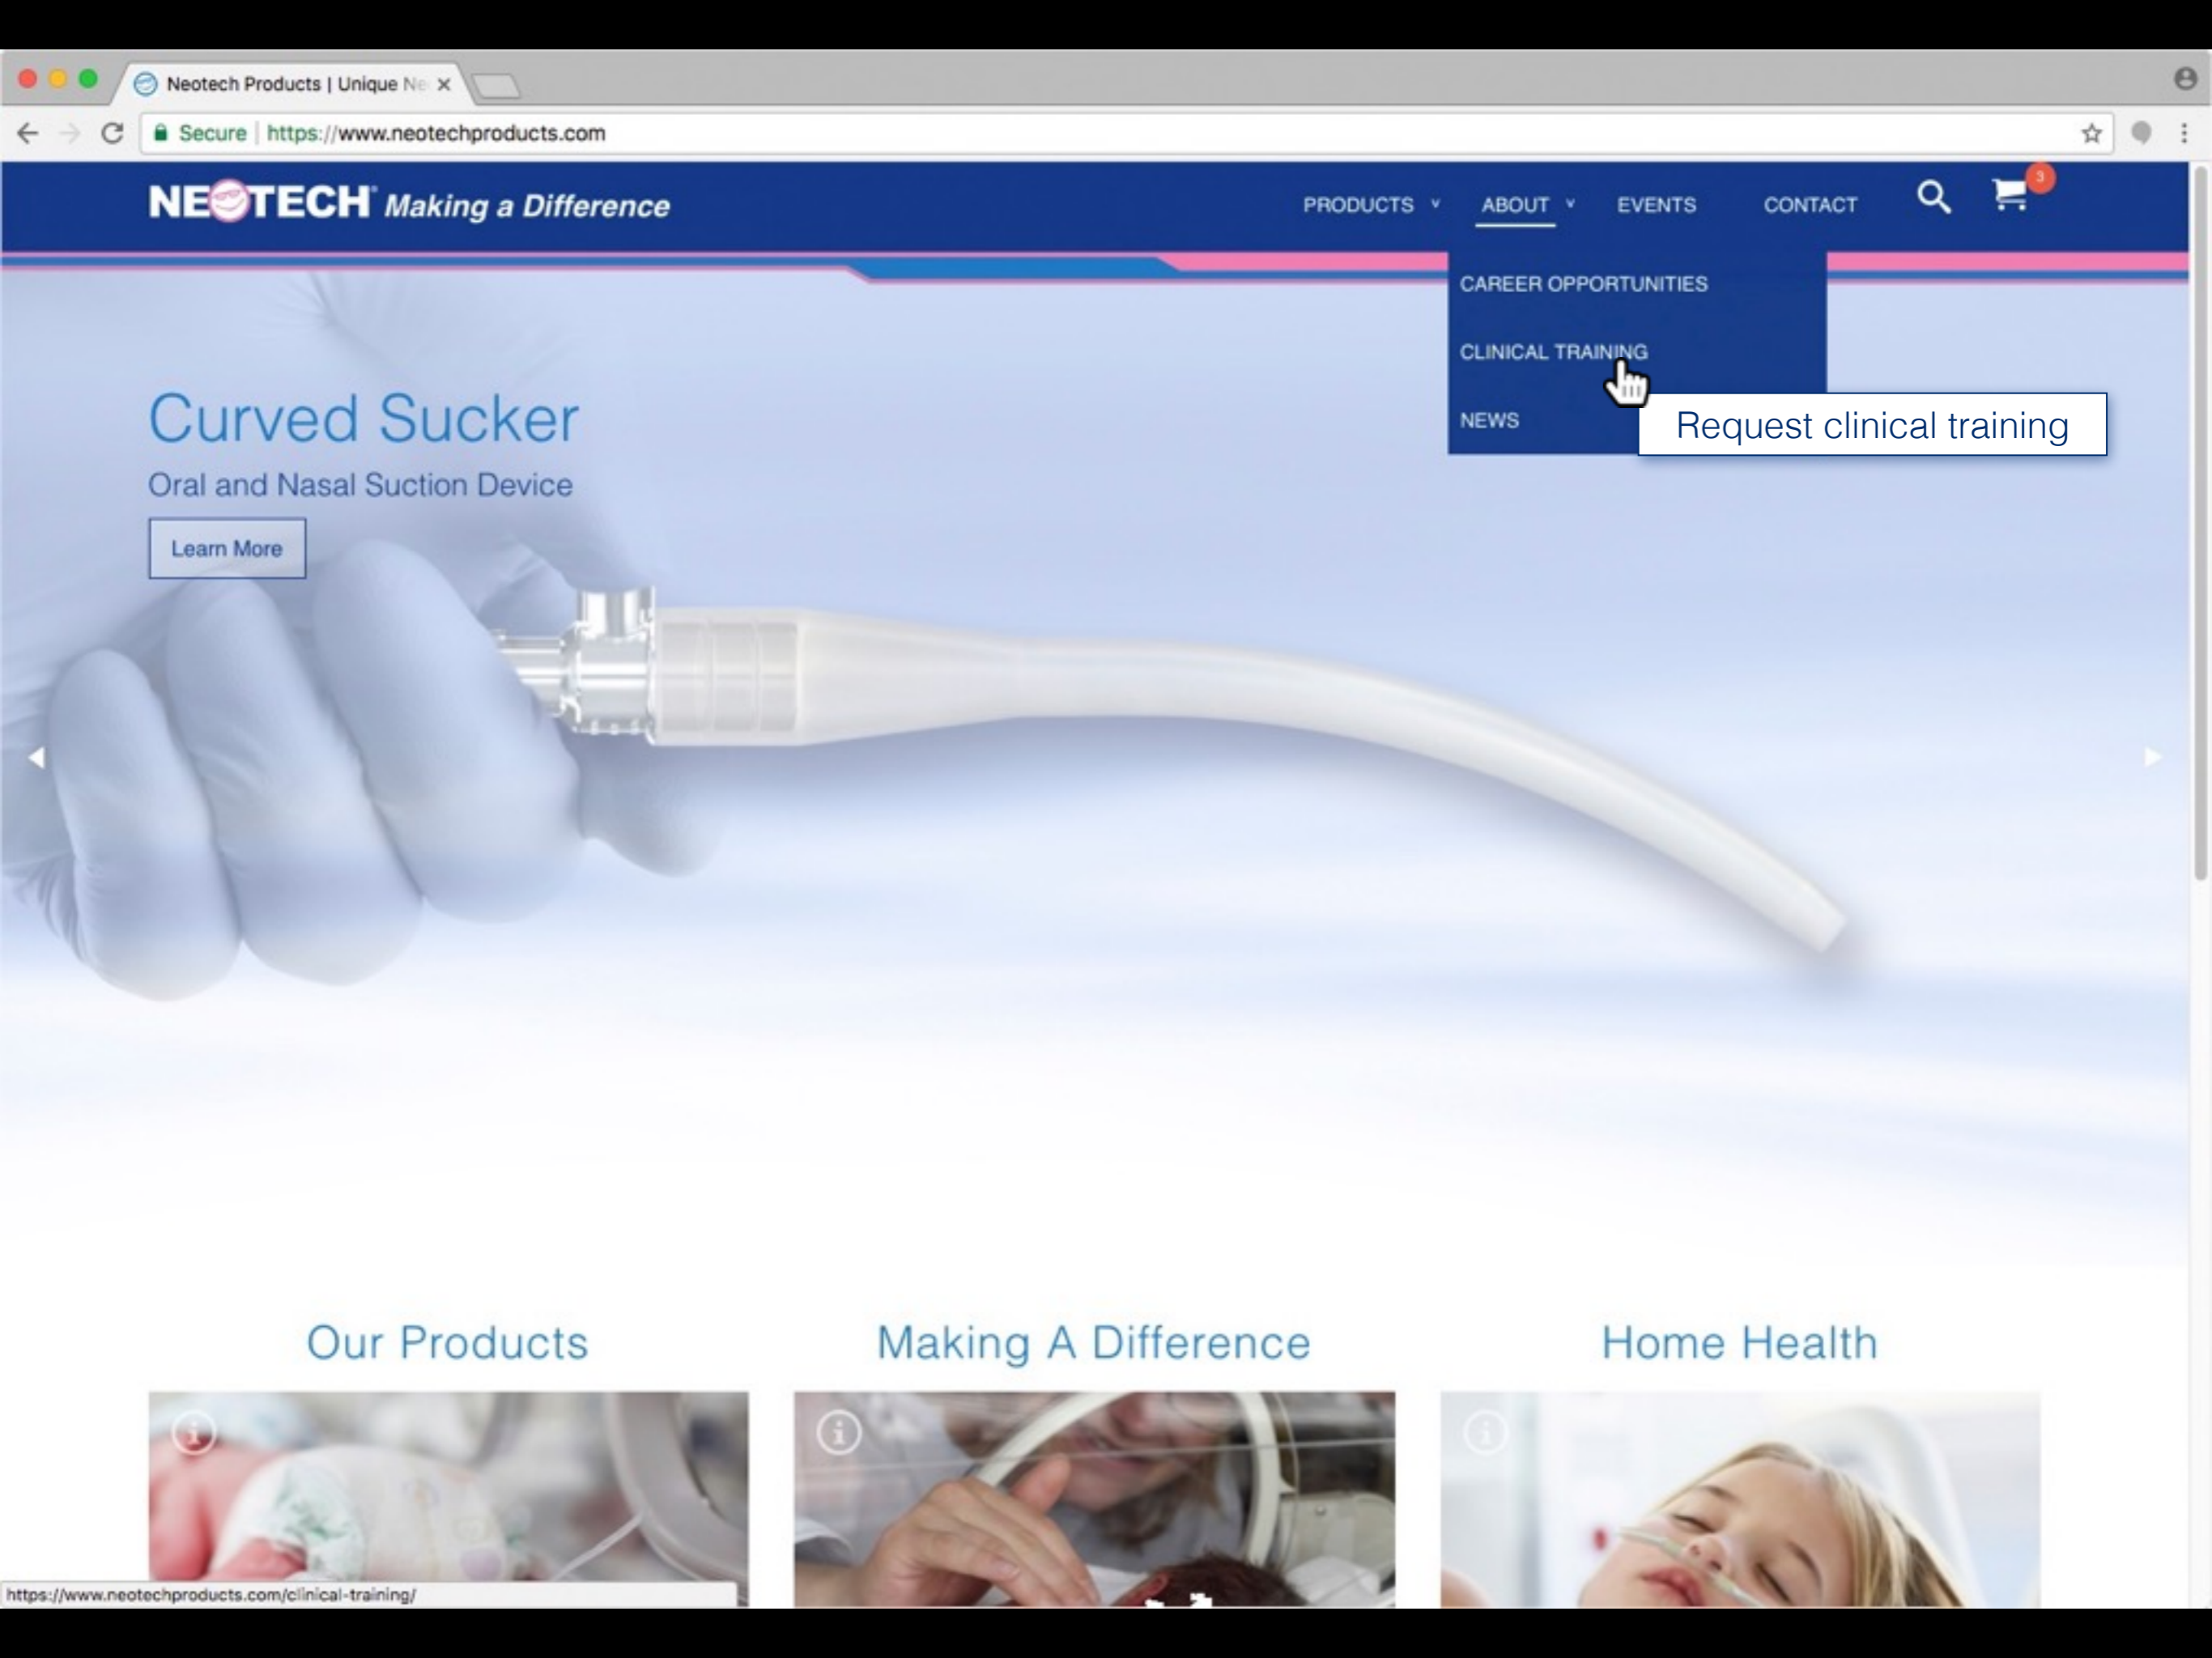 Neotech Products | Unique Ne
Secure | https://www.neotechproducts.com
NEOTECH® Making a Difference
PRODUCTS ABOUT EVENTS CONTACT 3
CAREER OPPORTUNITIES
CLINICAL TRAINING
NEWS
Request clinical training
Curved Sucker
Oral and Nasal Suction Device
Learn More
Our Products Making A Difference Home Health
https://www.neotechproducts.com/clinical-training/